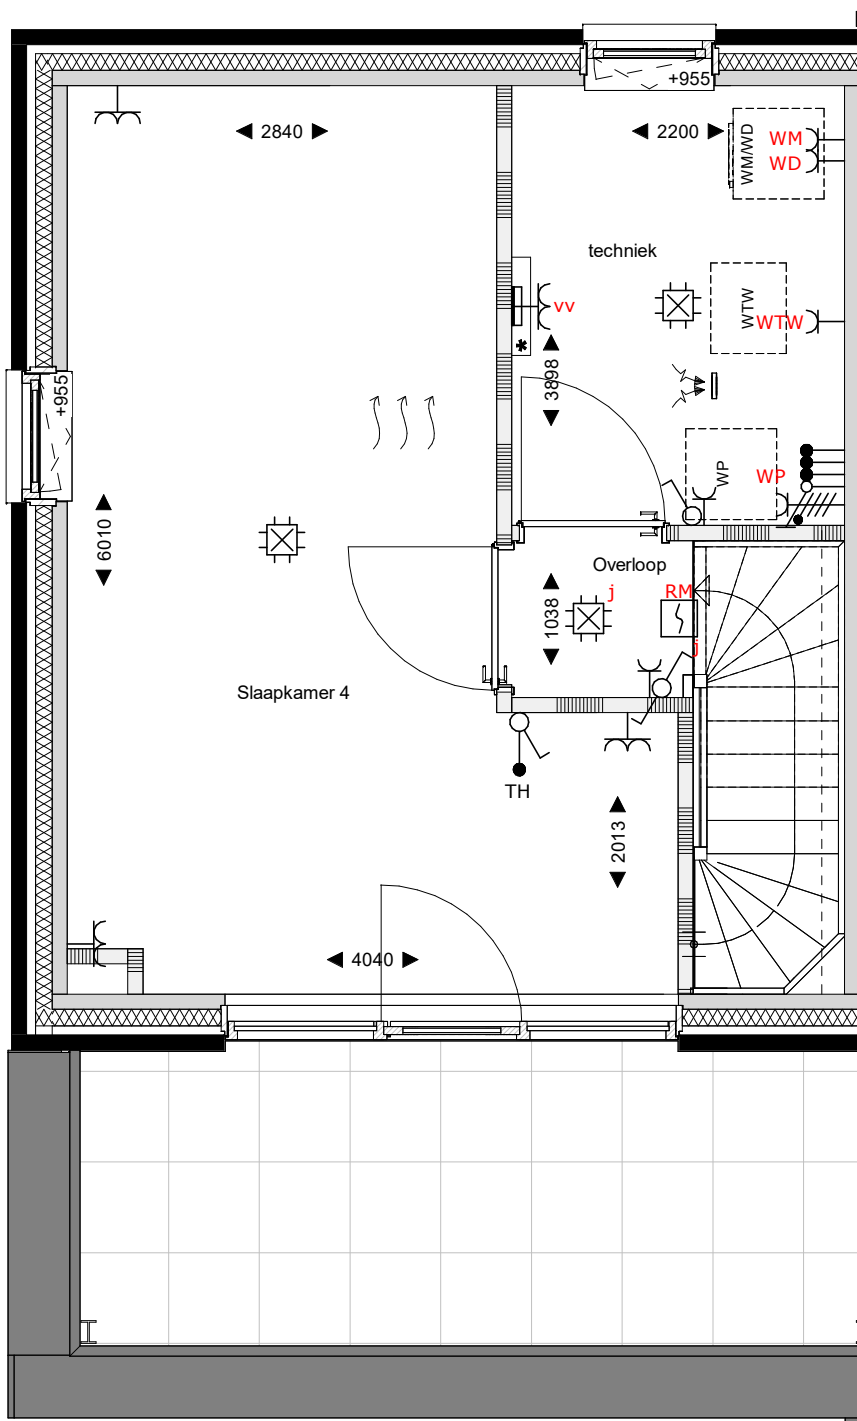 +955
2840
2200
WM/WD
WM
WD
techniek
vv
WTW
WTW
*
3898
+955
WP
WP
6010
Overloop
j
RM
1038
j
Slaapkamer 4
TH
2013
4040